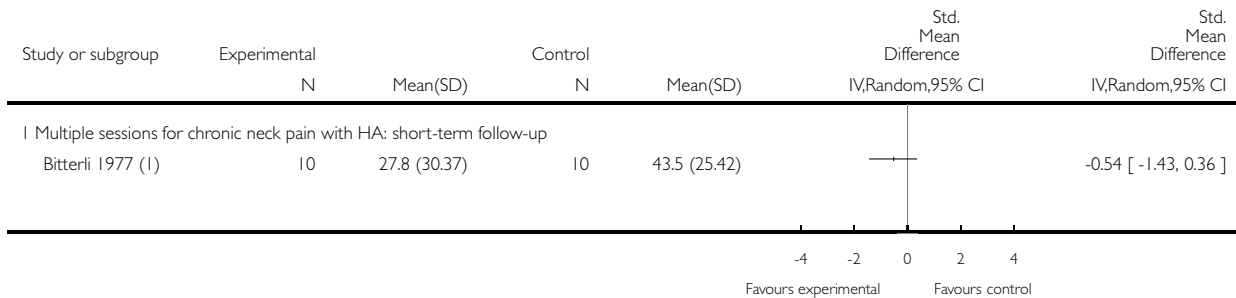 Study or subgroup Experimental Control Std. Mean Difference Std. Mean Difference
N Mean(SD) N Mean(SD) IV,Random,95% CI IV,Random,95% CI
1 Multiple sessions for chronic neck pain with HA: short-term follow-up
Bitterli 1977 (1) 10 27.8 (30.37) 10 43.5 (25.42) -0.54 [ -1.43, 0.36 ]
-4 -2 0 2 4
Favours experimental Favours control